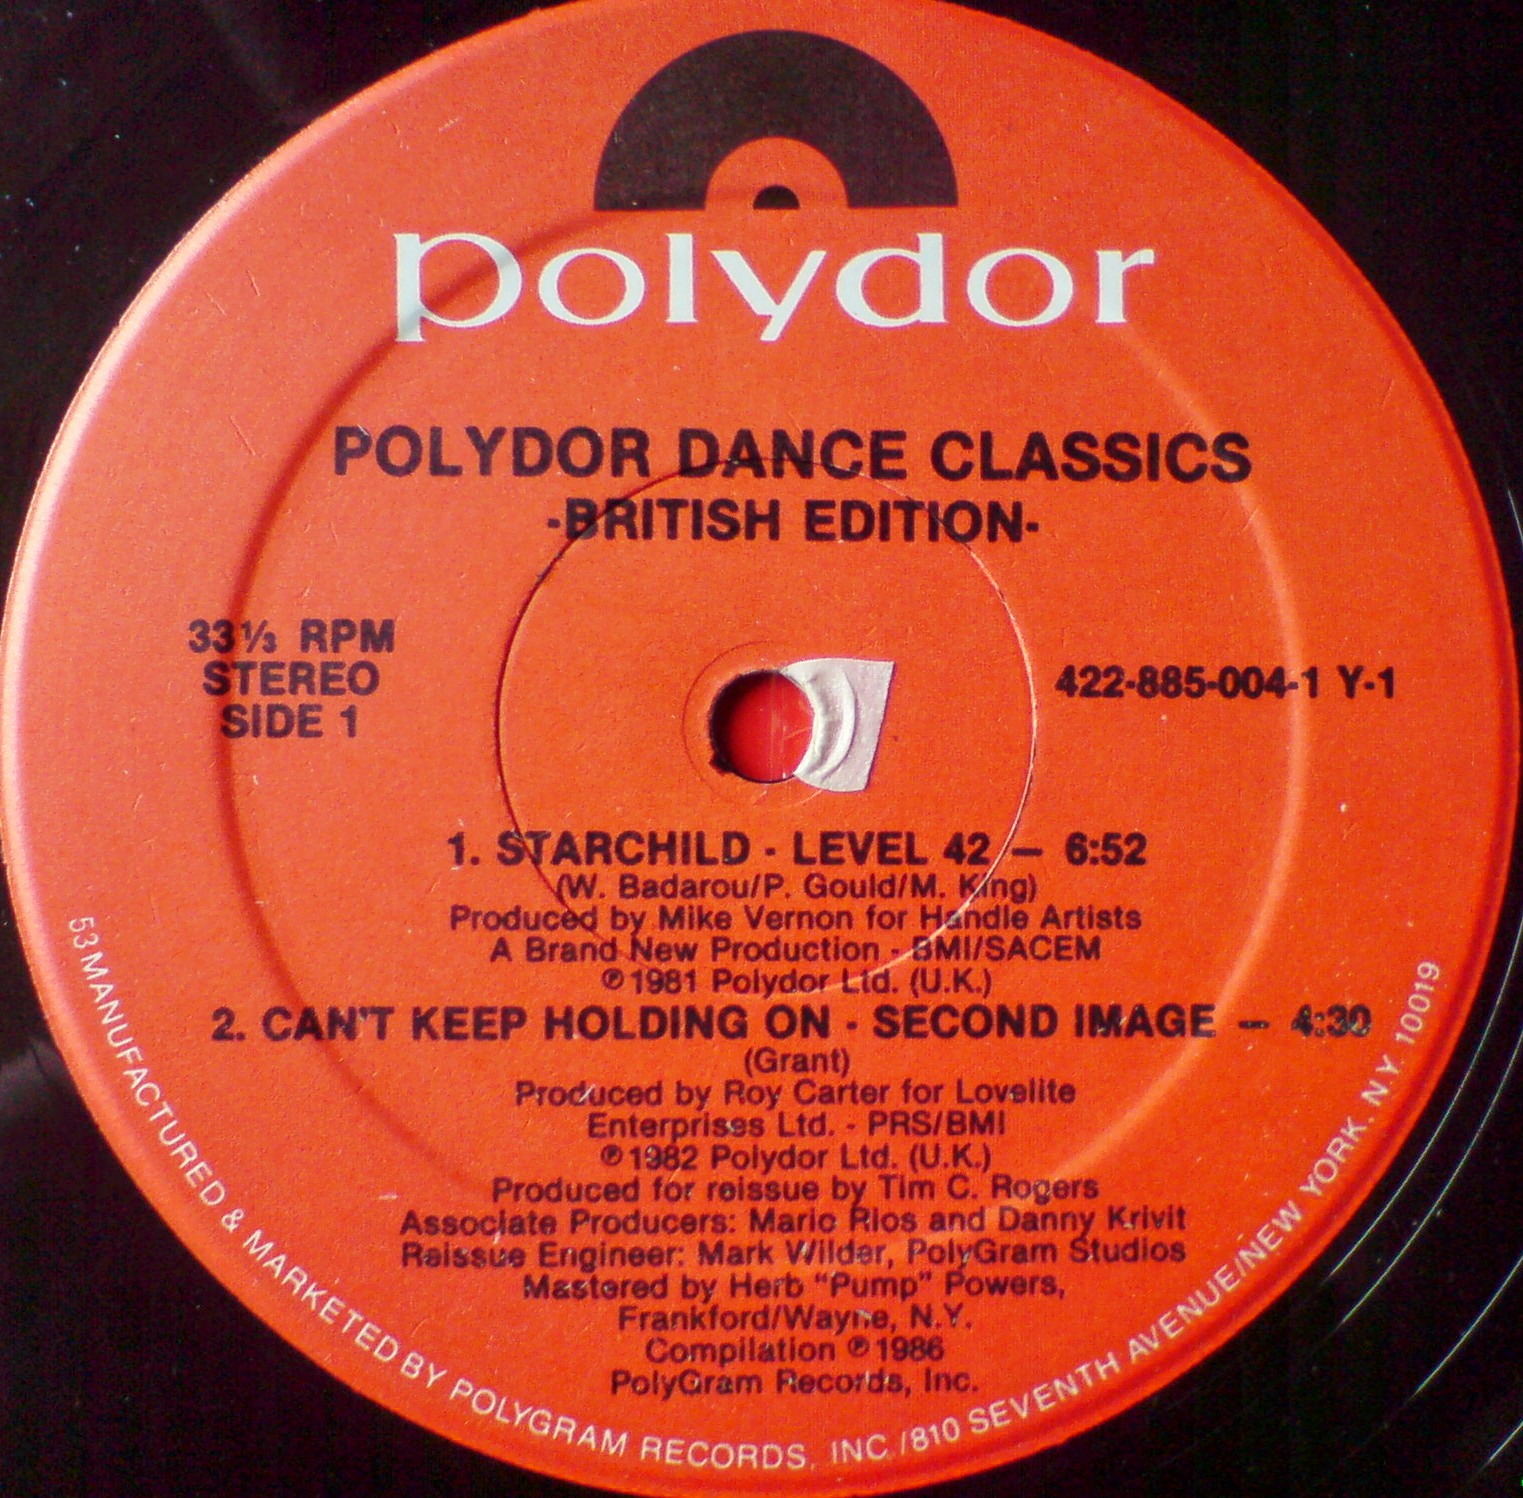 polydor
POLYDOR DANCE CLASSICS
-BRITISH EDITION-
33⅓ RPM
STEREO
SIDE 1
422-885-004-1 Y-1
1. STARCHILD - LEVEL 42 — 6:52
(W. Badarou/P. Gould/M. King)
Produced by Mike Vernon for Handle Artists
A Brand New Production - BMI/SACEM
℗1981 Polydor Ltd. (U.K.)
2. CAN'T KEEP HOLDING ON - SECOND IMAGE — 4:30
(Grant)
Produced by Roy Carter for Lovelite
Enterprises Ltd. - PRS/BMI
℗1982 Polydor Ltd. (U.K.)
Produced for reissue by Tim C. Rogers
Associate Producers: Mario Rios and Danny Krivit
Reissue Engineer: Mark Wilder, PolyGram Studios
Mastered by Herb "Pump" Powers,
Frankford/Wayne, N.Y.
Compilation ℗1986
PolyGram Records, Inc.
53 MANUFACTURED & MARKETED BY POLYGRAM RECORDS, INC./810 SEVENTH AVENUE/NEW YORK, N.Y. 10019